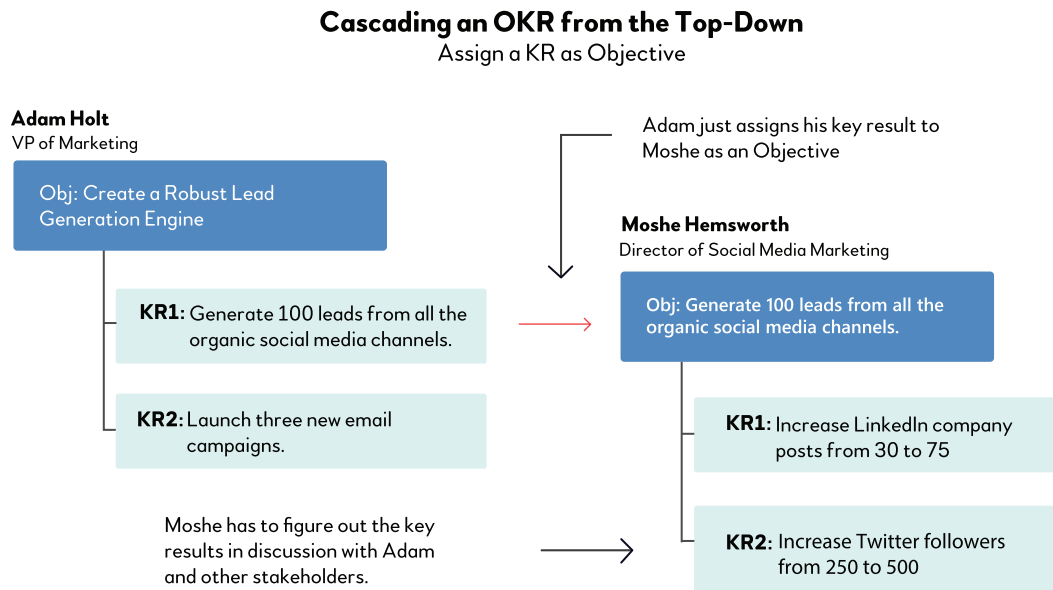 Cascading an OKR from the Top-Down
Assign a KR as Objective
Adam Holt
VP of Marketing
Obj: Create a Robust Lead
Generation Engine
KR1: Generate 100 leads from all the
organic social media channels.
KR2: Launch three new email
campaigns.
Adam just assigns his key result to
Moshe as an Objective
Moshe Hemsworth
Director of Social Media Marketing
Obj: Generate 100 leads from all the
organic social media channels.
KR1: Increase LinkedIn company
posts from 30 to 75
KR2: Increase Twitter followers
from 250 to 500
Moshe has to figure out the key
results in discussion with Adam
and other stakeholders.